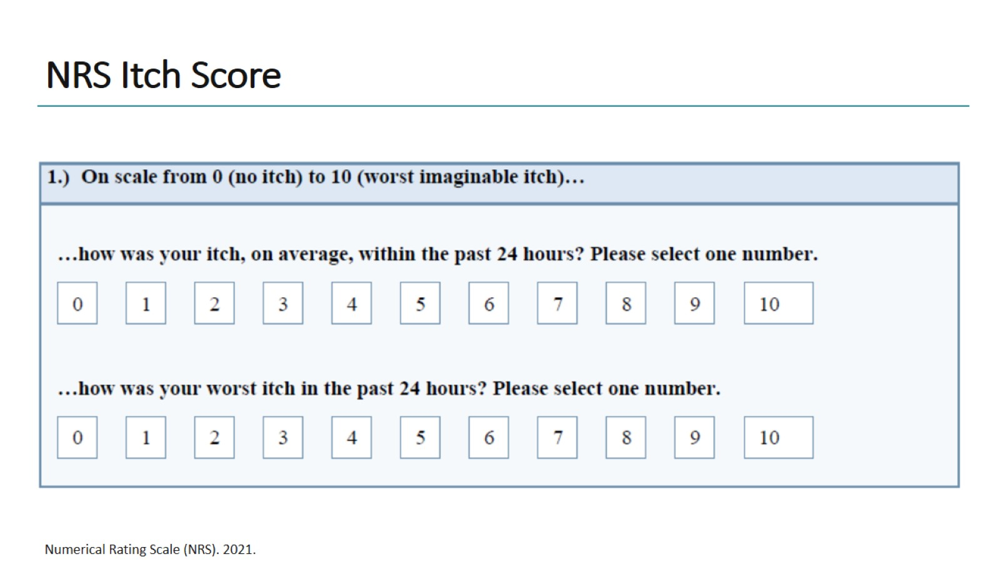 NRS Itch Score
1.) On scale from 0 (no itch) to 10 (worst imaginable itch)…
…how was your itch, on average, within the past 24 hours? Please select one number.
0 1 2 3 4 5 6 7 8 9 10
…how was your worst itch in the past 24 hours? Please select one number.
0 1 2 3 4 5 6 7 8 9 10
Numerical Rating Scale (NRS). 2021.